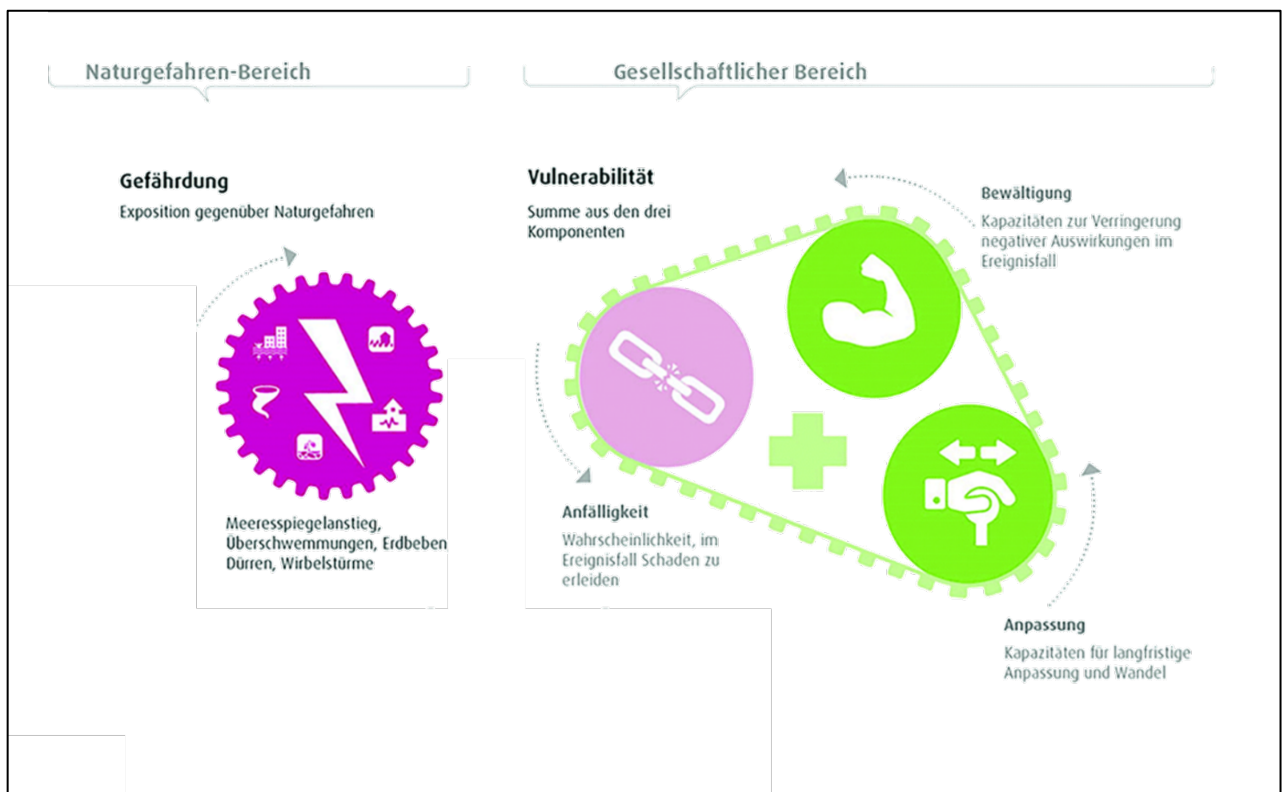 Naturgefahren-Bereich
Gesellschaftlicher Bereich
Gefährdung
Exposition gegenüber Naturgefahren
Meeresspiegelanstieg,
Überschwemmungen, Erdbeben
Dürren, Wirbelstürme
Vulnerabilität
Summe aus den drei
Komponenten
Bewältigung
Kapazitäten zur Verringerung
negativer Auswirkungen im
Ereignisfall
Anfälligkeit
Wahrscheinlichkeit, im
Ereignisfall Schaden zu
erleiden
Anpassung
Kapazitäten für langfristige
Anpassung und Wandel